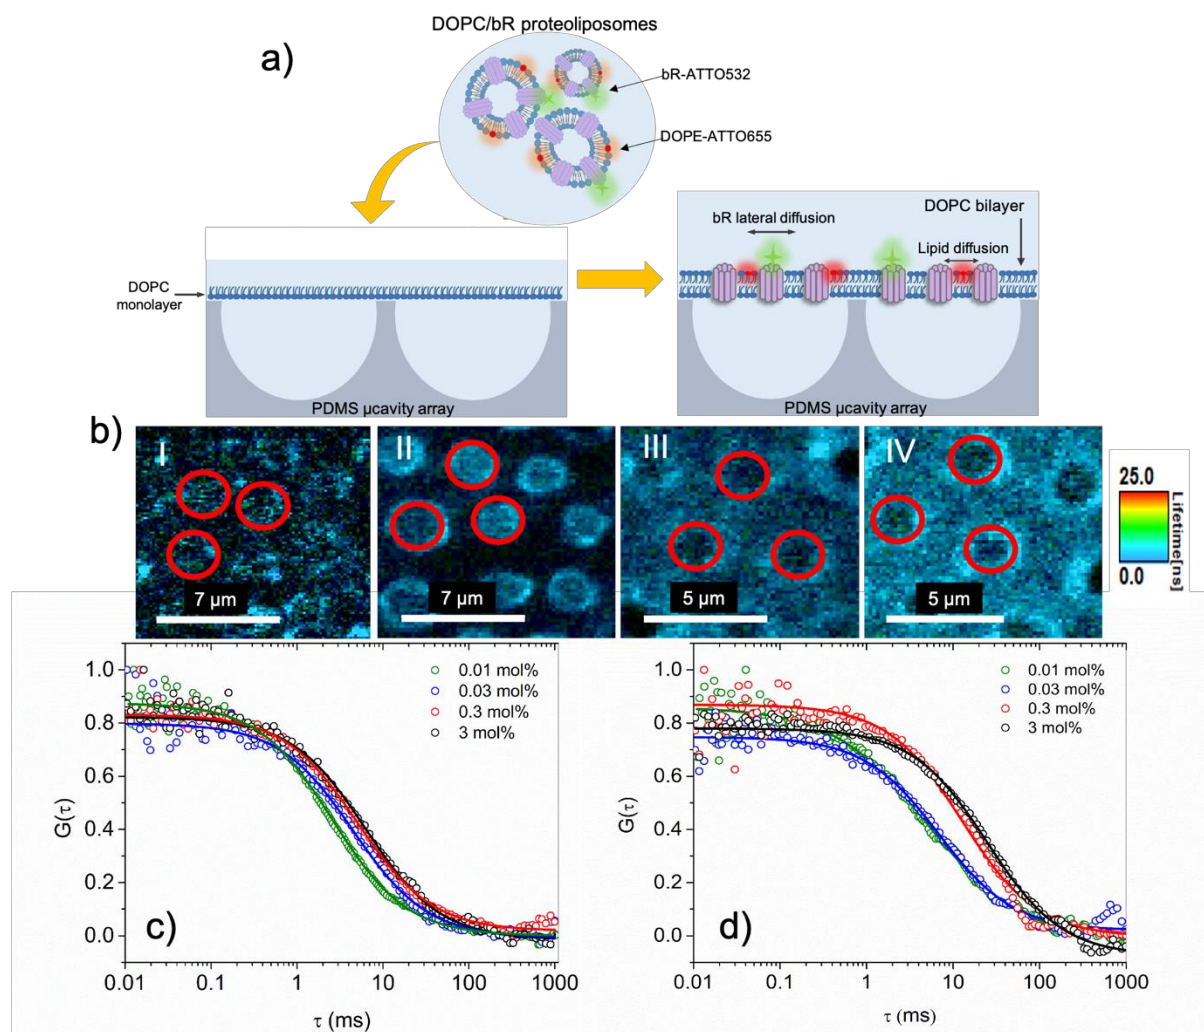 DOPC/bR proteoliposomes
a)
bR-ATTO532
DOPE-ATTO655
DOPC
monolayer
PDMS μcavity array
bR lateral diffusion
DOPC bilayer
Lipid diffusion
PDMS μcavity array
b)
I
II
III
IV
7 μm
7 μm
5 μm
5 μm
25.0
0.0
Lifetime[ns]
1.0
0.8
0.6
0.4
0.2
0.0
G(τ)
0.01 mol%
0.03 mol%
0.3 mol%
3 mol%
c)
0.01 0.1 1 10 100 1000
τ (ms)
1.0
0.8
0.6
0.4
0.2
0.0
G(τ)
0.01 mol%
0.03 mol%
0.3 mol%
3 mol%
d)
0.01 0.1 1 10 100 1000
τ (ms)